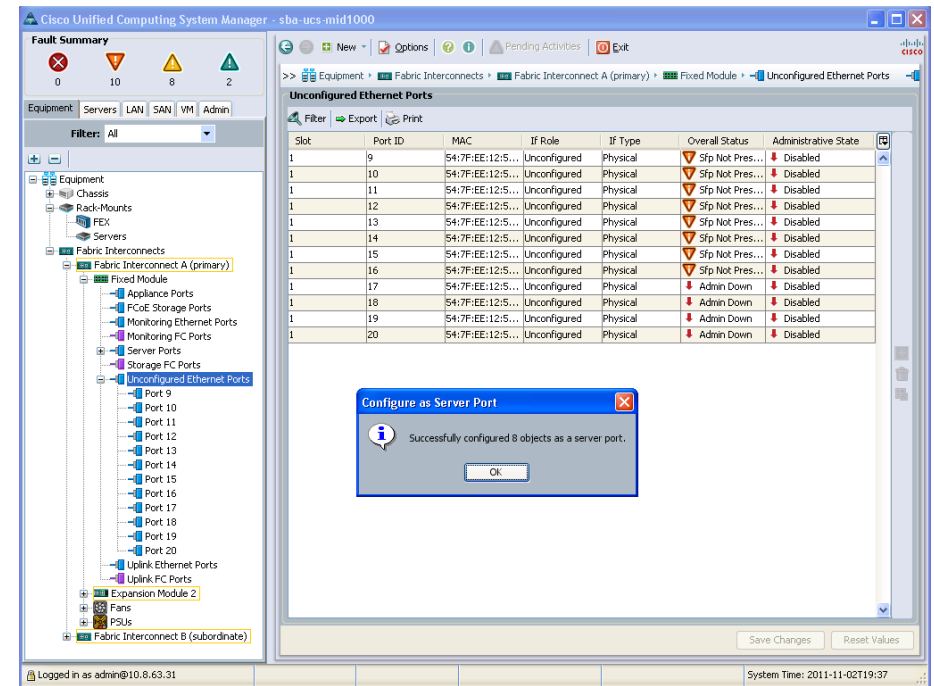 Cisco Unified Computing System Manager - sba-ucs-mid1000
Fault Summary
0 10 8 2
Equipment Servers LAN SAN VM Admin
Filter: All
Equipment
Chassis
Rack-Mounts
FEX
Servers
Fabric Interconnects
Fabric Interconnect A (primary)
Fixed Module
Appliance Ports
FCoE Storage Ports
Monitoring Ethernet Ports
Monitoring FC Ports
Server Ports
Storage FC Ports
Unconfigured Ethernet Ports
Port 9
Port 10
Port 11
Port 12
Port 13
Port 14
Port 15
Port 16
Port 17
Port 18
Port 19
Port 20
Uplink Ethernet Ports
Uplink FC Ports
Expansion Module 2
Fans
PSUs
Fabric Interconnect B (subordinate)
New Options Pending Activities Exit
CISCO
>> Equipment Fabric Interconnects Fabric Interconnect A (primary) Fixed Module Unconfigured Ethernet Ports
Unconfigured Ethernet Ports
Filter Export Print
Slot Port ID MAC If Role If Type Overall Status Administrative State
1 9 54:7F:EE:12:5... Unconfigured Physical Sfp Not Pres... Disabled
1 10 54:7F:EE:12:5... Unconfigured Physical Sfp Not Pres... Disabled
1 11 54:7F:EE:12:5... Unconfigured Physical Sfp Not Pres... Disabled
1 12 54:7F:EE:12:5... Unconfigured Physical Sfp Not Pres... Disabled
1 13 54:7F:EE:12:5... Unconfigured Physical Sfp Not Pres... Disabled
1 14 54:7F:EE:12:5... Unconfigured Physical Sfp Not Pres... Disabled
1 15 54:7F:EE:12:5... Unconfigured Physical Sfp Not Pres... Disabled
1 16 54:7F:EE:12:5... Unconfigured Physical Sfp Not Pres... Disabled
1 17 54:7F:EE:12:5... Unconfigured Physical Admin Down Disabled
1 18 54:7F:EE:12:5... Unconfigured Physical Admin Down Disabled
1 19 54:7F:EE:12:5... Unconfigured Physical Admin Down Disabled
1 20 54:7F:EE:12:5... Unconfigured Physical Admin Down Disabled
Configure as Server Port
Successfully configured 8 objects as a server port.
OK
Save Changes Reset Values
Logged in as admin@10.8.63.31
System Time: 2011-11-02T19:37